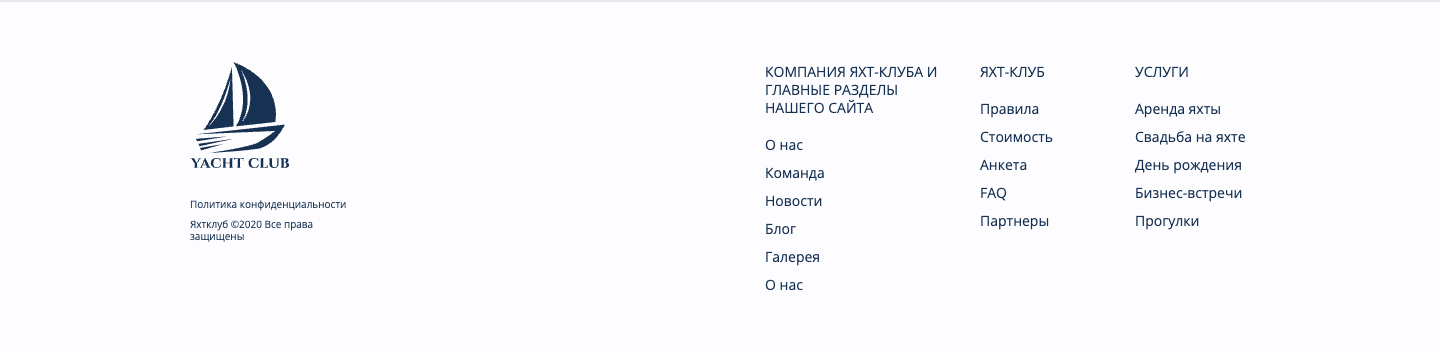 YACHT CLUB
Политика конфиденциальности
Яхтклуб ©2020 Все права
защищены
КОМПАНИЯ ЯХТ-КЛУБА И
ГЛАВНЫЕ РАЗДЕЛЫ
НАШЕГО САЙТА
О нас
Команда
Новости
Блог
Галерея
О нас
ЯХТ-КЛУБ
Правила
Стоимость
Анкета
FAQ
Партнеры
УСЛУГИ
Аренда яхты
Свадьба на яхте
День рождения
Бизнес-встречи
Прогулки